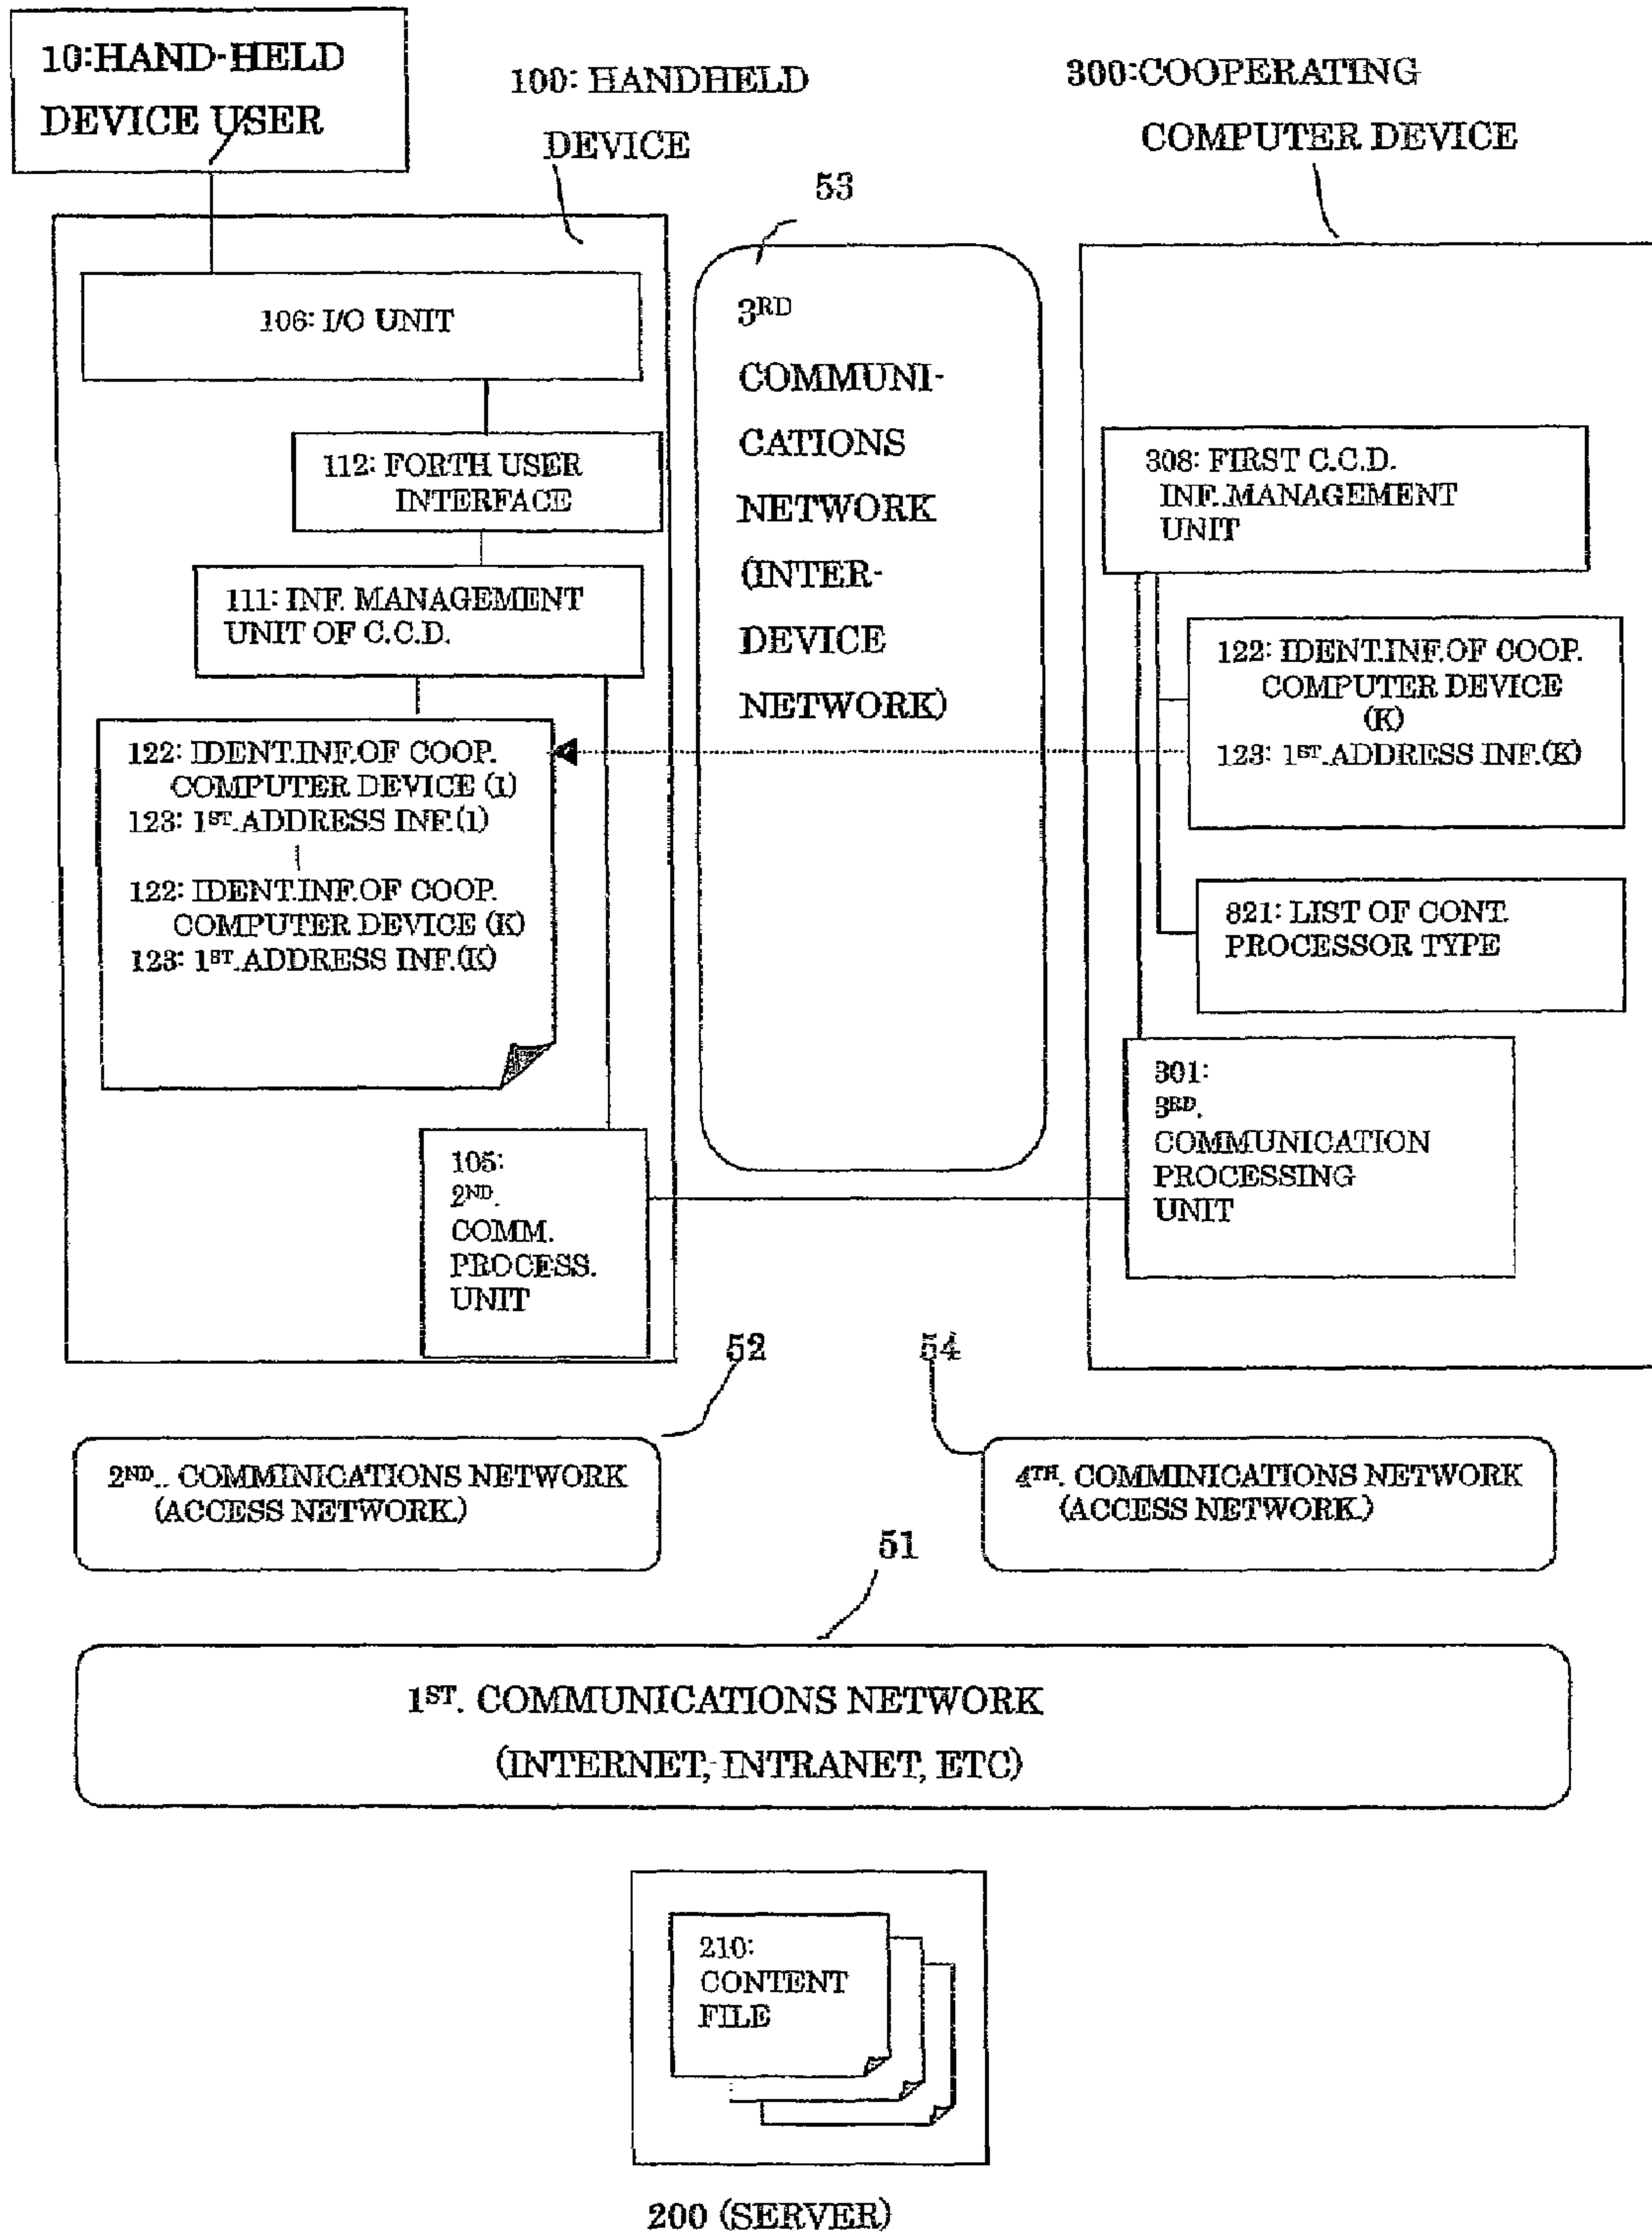 10:HAND-HELD
DEVICE USER
100: HANDHELD
DEVICE
300:COOPERATING
COMPUTER DEVICE
53
106: I/O UNIT
112: FORTH USER
INTERFACE
111: INF. MANAGEMENT
UNIT OF C.C.D.
122: IDENT.INF.OF COOP.
COMPUTER DEVICE (1)
123: 1ST.ADDRESS INF.(1)
122: IDENT.INF.OF COOP.
COMPUTER DEVICE (K)
123: 1ST.ADDRESS INF.(K)
105:
2ND.
COMM.
PROCESS.
UNIT
3RD
COMMUNI-
CATIONS
NETWORK
(INTER-
DEVICE
NETWORK)
308: FIRST C.C.D.
INF.MANAGEMENT
UNIT
122: IDENT.INF.OF COOP.
COMPUTER DEVICE
(K)
123: 1ST.ADDRESS INF.(K)
821: LIST OF CONT.
PROCESSOR TYPE
301:
3RD.
COMMUNICATION
PROCESSING
UNIT
52
54
2ND.. COMMINICATIONS NETWORK
(ACCESS NETWORK)
4TH. COMMINICATIONS NETWORK
(ACCESS NETWORK)
51
1ST. COMMUNICATIONS NETWORK
(INTERNET, INTRANET, ETC)
210:
CONTENT
FILE
200 (SERVER)